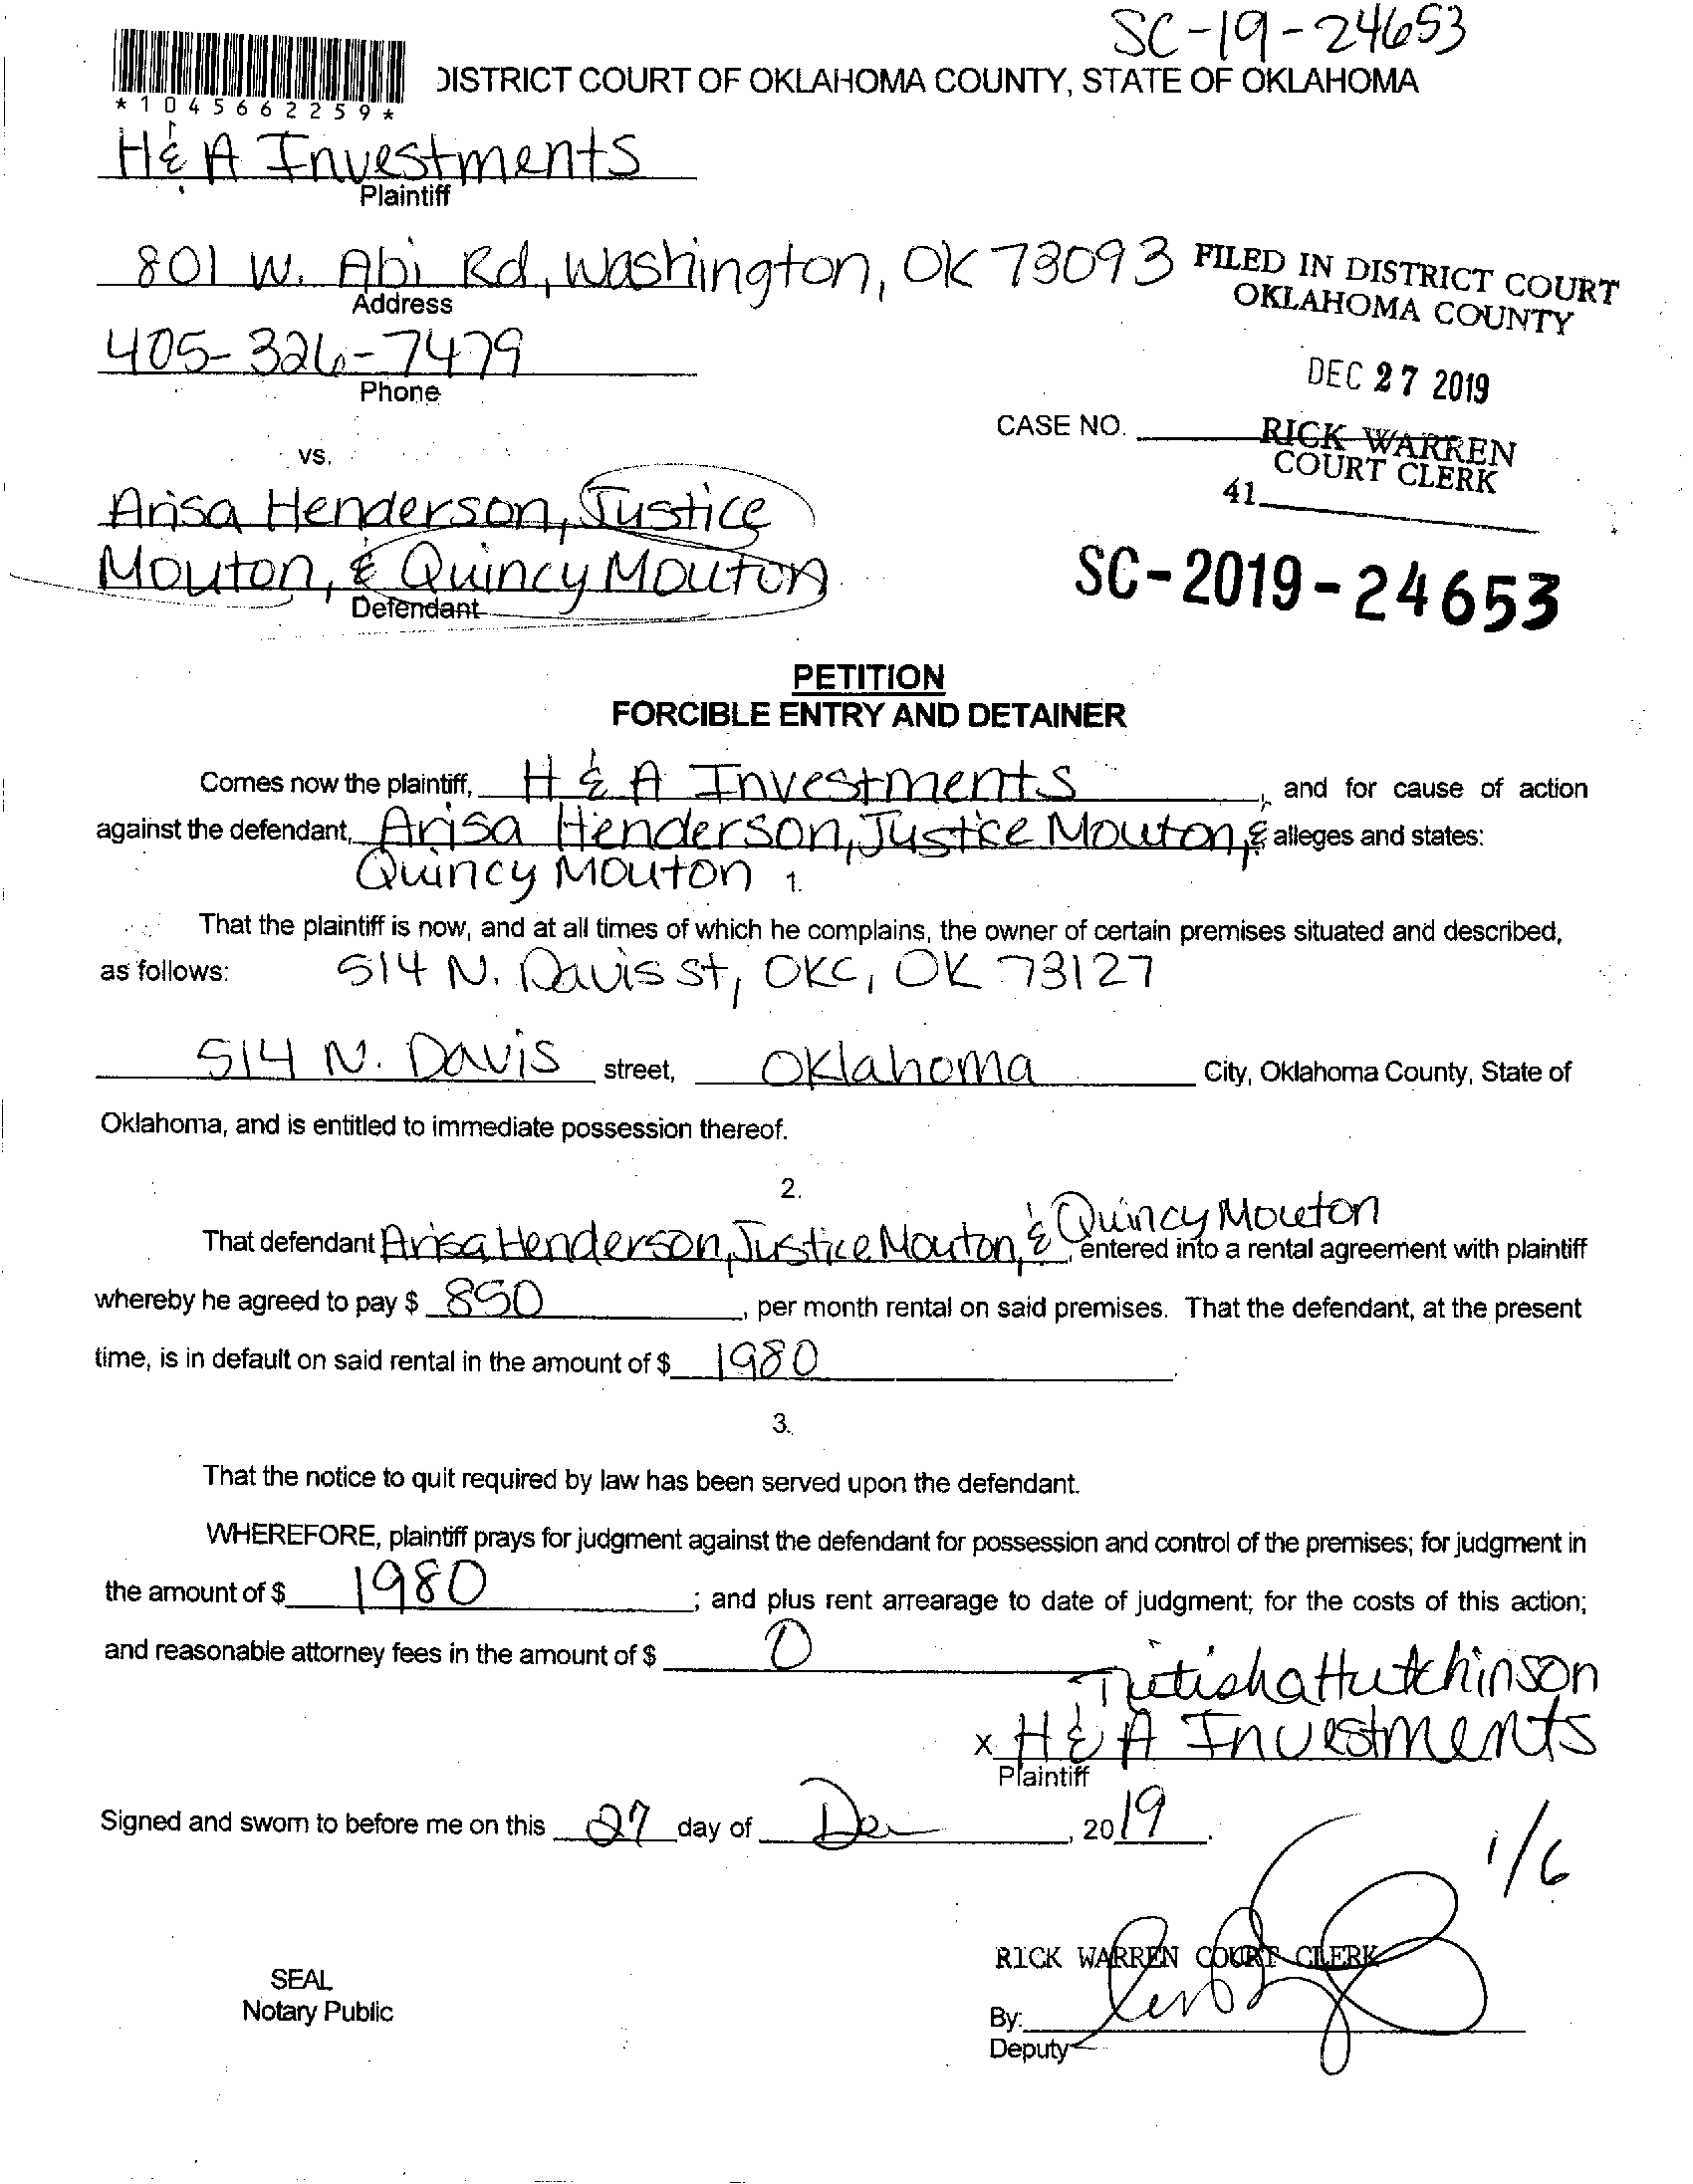 SC-19-24653
DISTRICT COURT OF OKLAHOMA COUNTY, STATE OF OKLAHOMA
*1045662259*
H & A Investments
Plaintiff
801 W. Abi Rd, Washington, OK 73093
Address
FILED IN DISTRICT COURT
OKLAHOMA COUNTY
405-326-7479
Phone
DEC 27 2019
CASE NO.
RICK WARREN
COURT CLERK
41
vs.
Arisa Henderson, Justice
Mouton, & Quincy Mouton
Defendant
SC-2019-24653
PETITION
FORCIBLE ENTRY AND DETAINER
Comes now the plaintiff, H & A Investments, and for cause of action
against the defendant, Arisa Henderson, Justice Mouton, & alleges and states:
Quincy Mouton
1.
That the plaintiff is now, and at all times of which he complains, the owner of certain premises situated and described,
as follows: 514 N. Davis st, OKC, OK 73127
514 N. Davis street, Oklahoma City, Oklahoma County, State of
Oklahoma, and is entitled to immediate possession thereof.
2.
That defendant Arisa Henderson, Justice Mouton, & Quincy Mouton, entered into a rental agreement with plaintiff
whereby he agreed to pay $ 850, per month rental on said premises. That the defendant, at the present
time, is in default on said rental in the amount of $ 1980.
3.
That the notice to quit required by law has been served upon the defendant.
WHEREFORE, plaintiff prays for judgment against the defendant for possession and control of the premises; for judgment in
the amount of $ 1980; and plus rent arrearage to date of judgment; for the costs of this action;
and reasonable attorney fees in the amount of $ 0
Hutchinson
x H & A Investments
Plaintiff
Signed and sworn to before me on this 27 day of Dec, 2019.
1/6
RICK WARREN COURT CLERK
SEAL
Notary Public
By:
Deputy